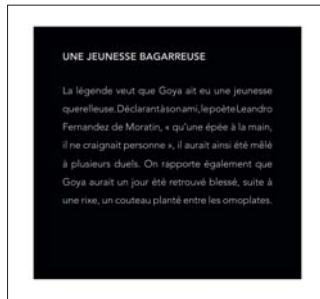 UNE JEUNESSE BAGARREUSE
La légende veut que Goya ait eu une jeunesse
querelleuse. Déclarant à son ami, le poète Leandro
Fernandez de Moratin, « qu'une épée à la main,
il ne craignait personne », il aurait ainsi été mêlé
à plusieurs duels. On rapporte également que
Goya aurait un jour été retrouvé blessé, suite à
une rixe, un couteau planté entre les omoplates.